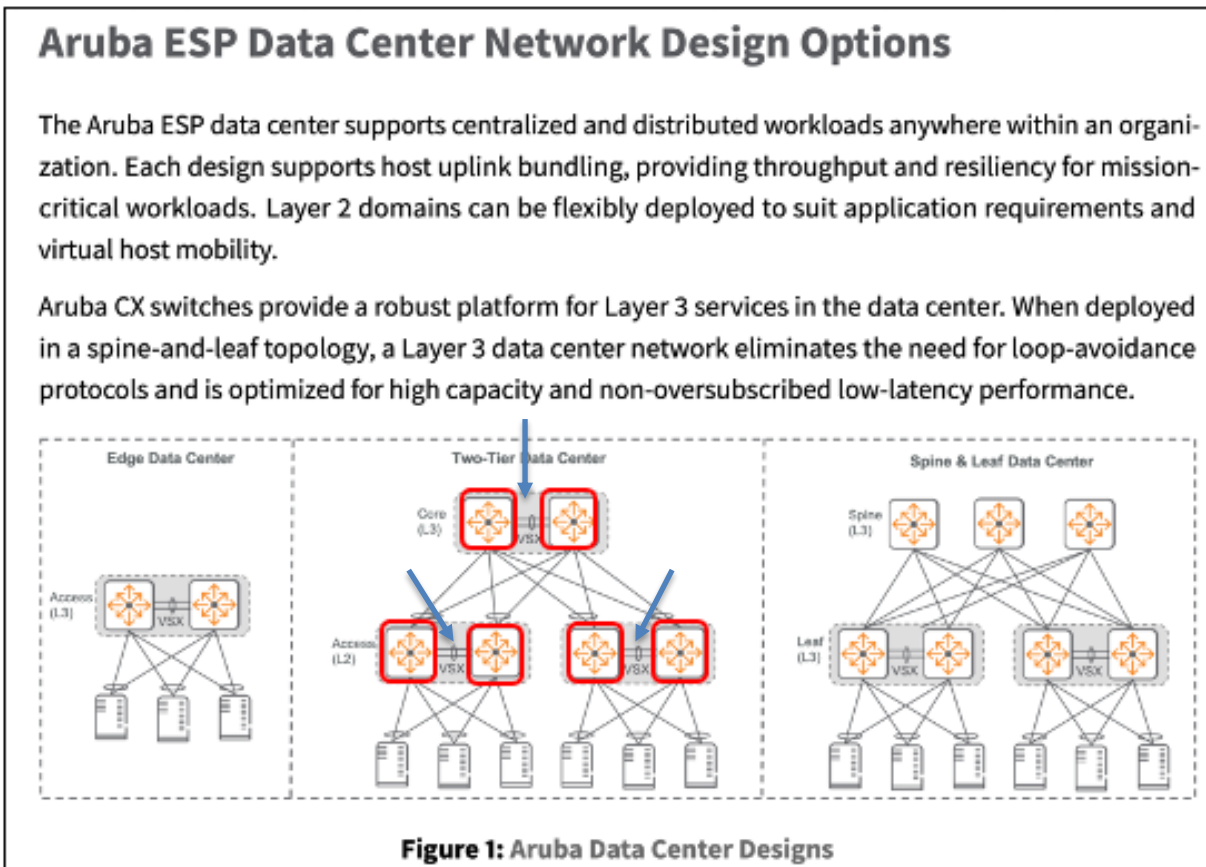 Aruba ESP Data Center Network Design Options
The Aruba ESP data center supports centralized and distributed workloads anywhere within an organi-
zation. Each design supports host uplink bundling, providing throughput and resiliency for mission-
critical workloads. Layer 2 domains can be flexibly deployed to suit application requirements and
virtual host mobility.
Aruba CX switches provide a robust platform for Layer 3 services in the data center. When deployed
in a spine-and-leaf topology, a Layer 3 data center network eliminates the need for loop-avoidance
protocols and is optimized for high capacity and non-oversubscribed low-latency performance.
Edge Data Center
Access
(L3)
VSX
Two-Tier Data Center
Core
(L3)
VSX
Access
(L2)
VSX
VSX
Spine & Leaf Data Center
Spine
(L3)
Leaf
(L3)
VSX
VSX
Figure 1: Aruba Data Center Designs